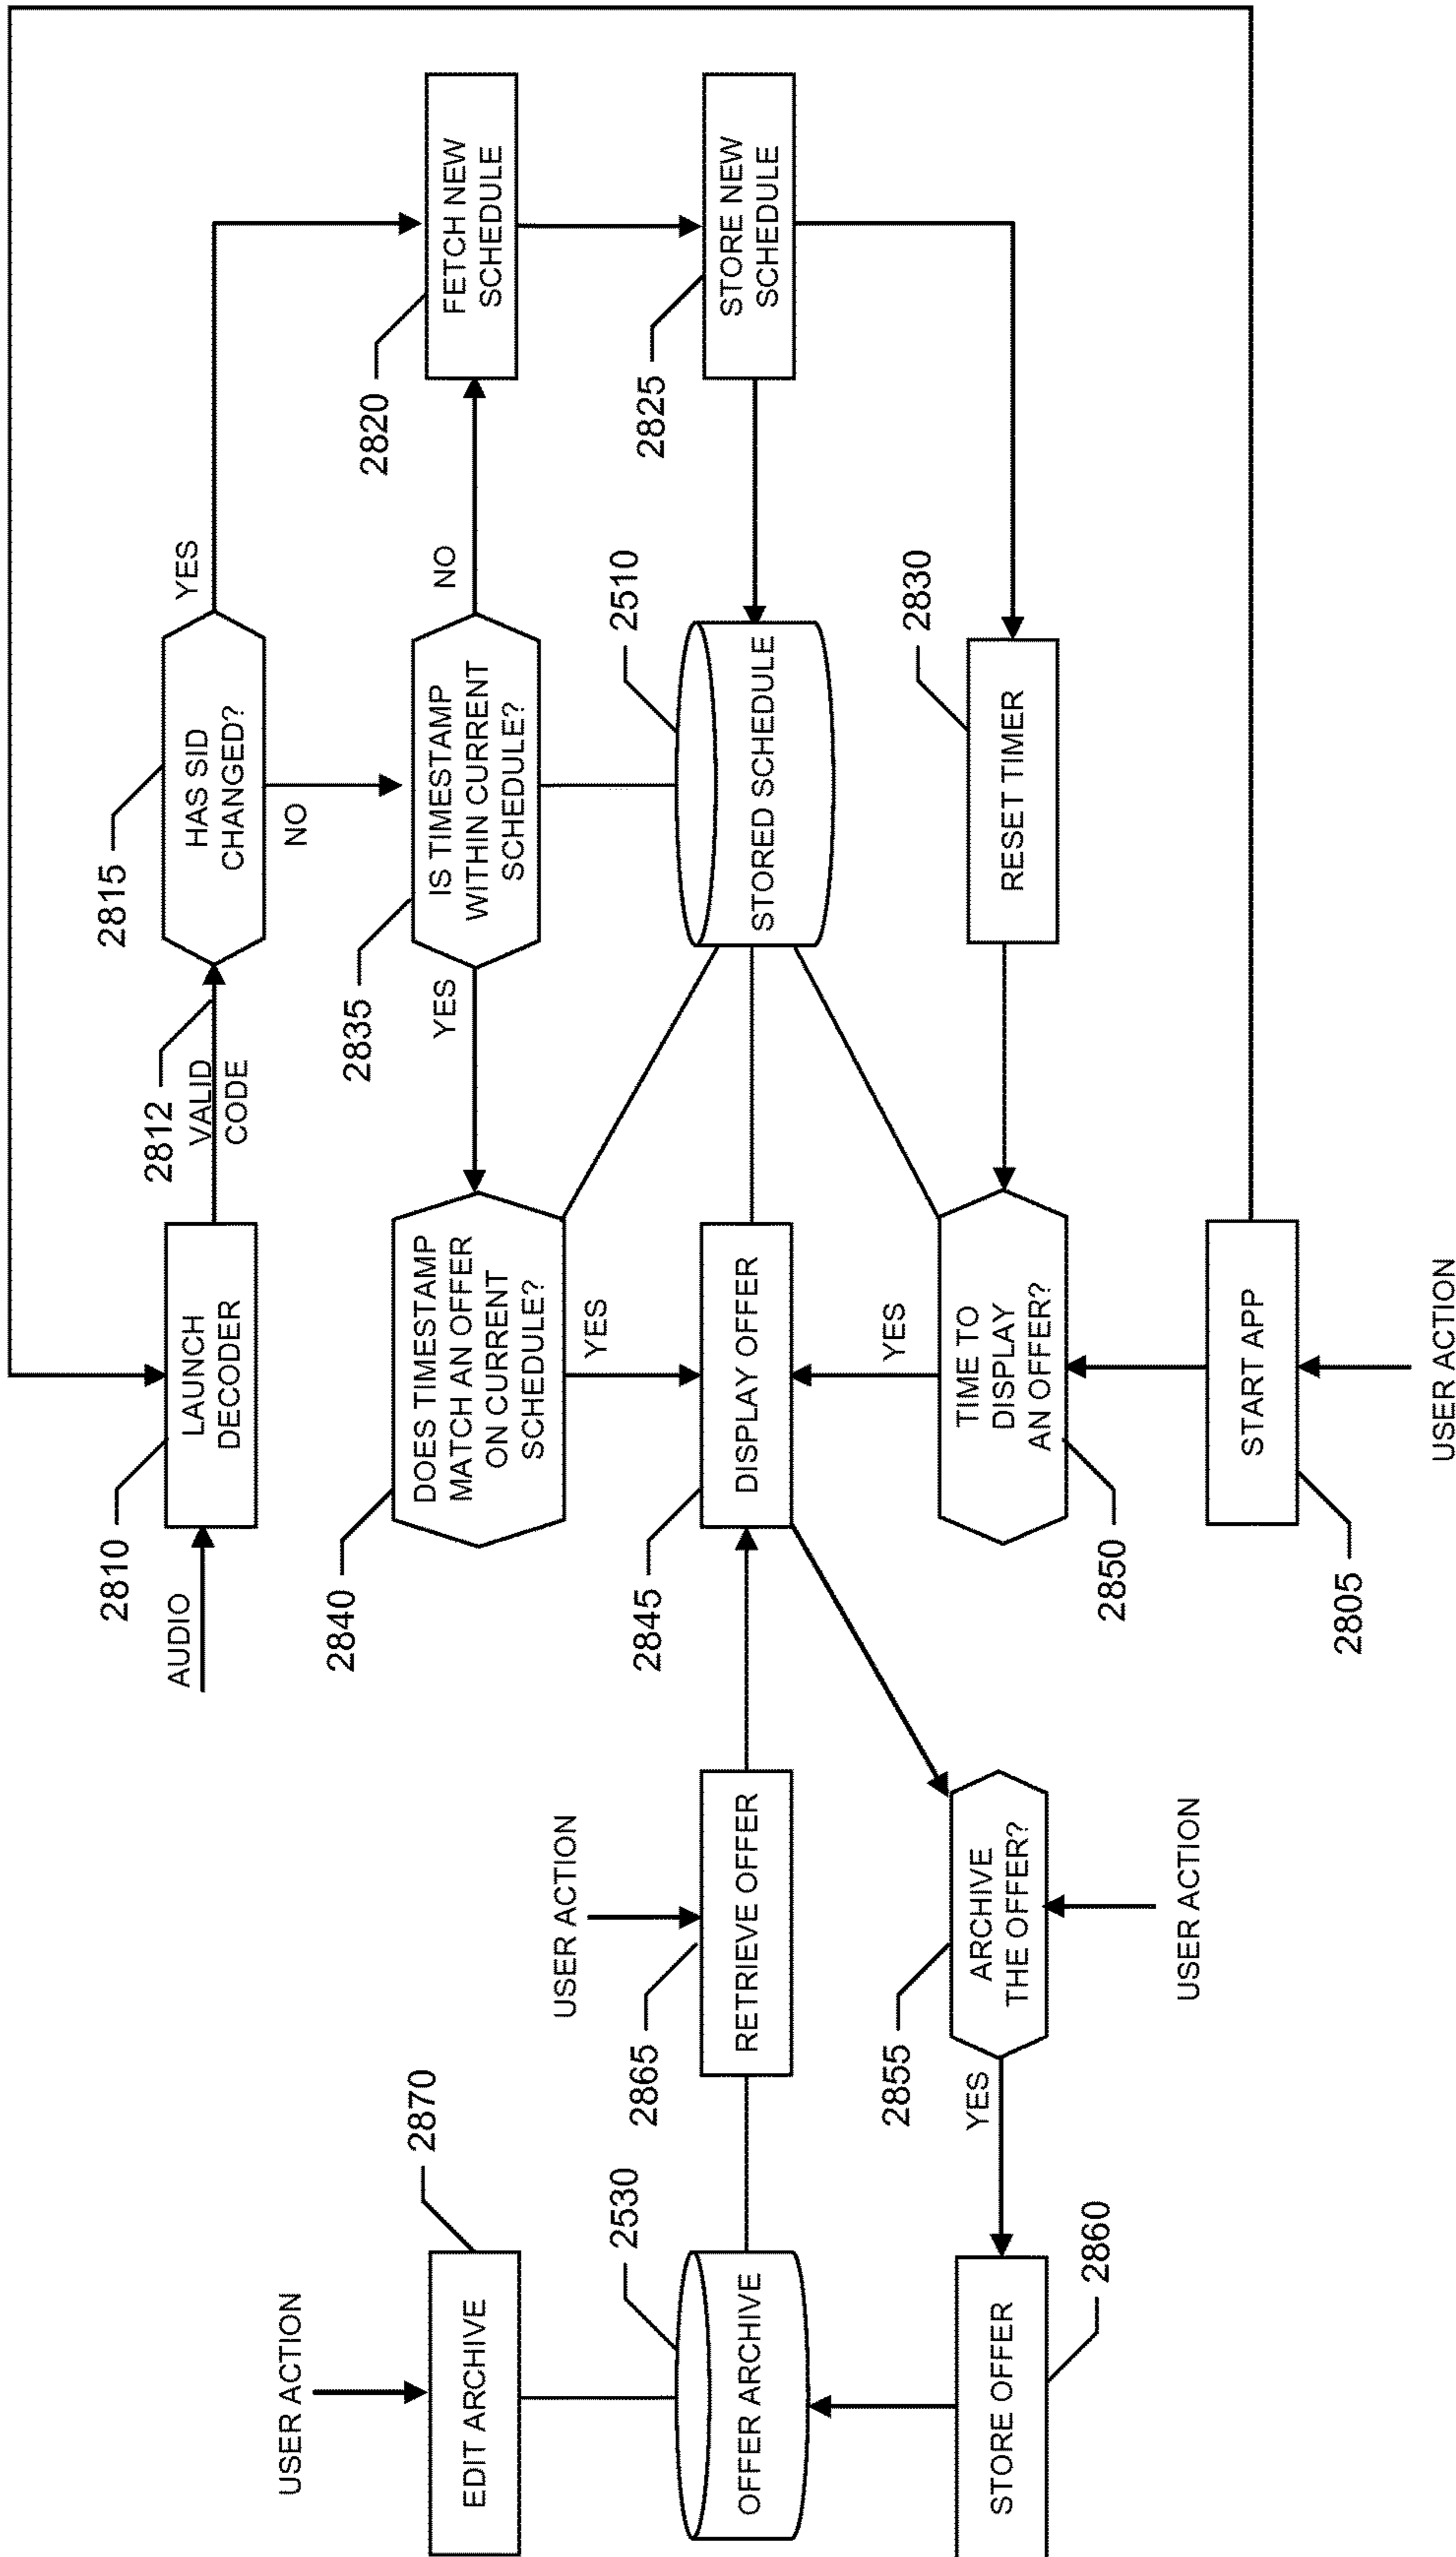 USER ACTION
EDIT ARCHIVE
2870
OFFER ARCHIVE
2530
STORE OFFER
2860
USER ACTION
RETRIEVE OFFER
2865
ARCHIVE
THE OFFER?
2855
YES
USER ACTION
AUDIO
LAUNCH
DECODER
2810
2812
VALID
CODE
HAS SID
CHANGED?
2815
YES
NO
DOES TIMESTAMP
MATCH AN OFFER
ON CURRENT
SCHEDULE?
2840
YES
IS TIMESTAMP
WITHIN CURRENT
SCHEDULE?
2835
YES
NO
FETCH NEW
SCHEDULE
2820
DISPLAY OFFER
2845
STORED SCHEDULE
2510
STORE NEW
SCHEDULE
2825
YES
TIME TO
DISPLAY
AN OFFER?
2850
RESET TIMER
2830
START APP
2805
USER ACTION